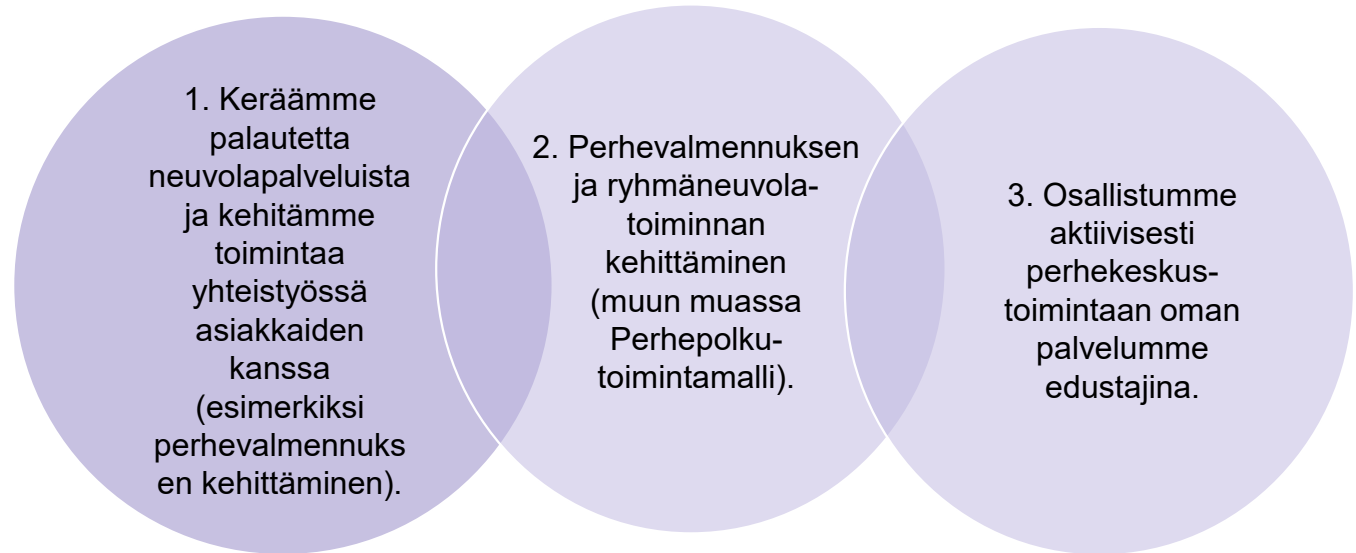 1. Keräämme
palautetta
neuvolapalveluista
ja kehitämme
toimintaa
yhteistyössä
asiakkaiden
kanssa
(esimerkiksi
perhevalmennuks
en kehittäminen).
2. Perhevalmennuksen
ja ryhmäneuvola-
toiminnan
kehittäminen
(muun muassa
Perhepolku-
toimintamalli).
3. Osallistumme
aktiivisesti
perhekeskus-
toimintaan oman
palvelumme
edustajina.